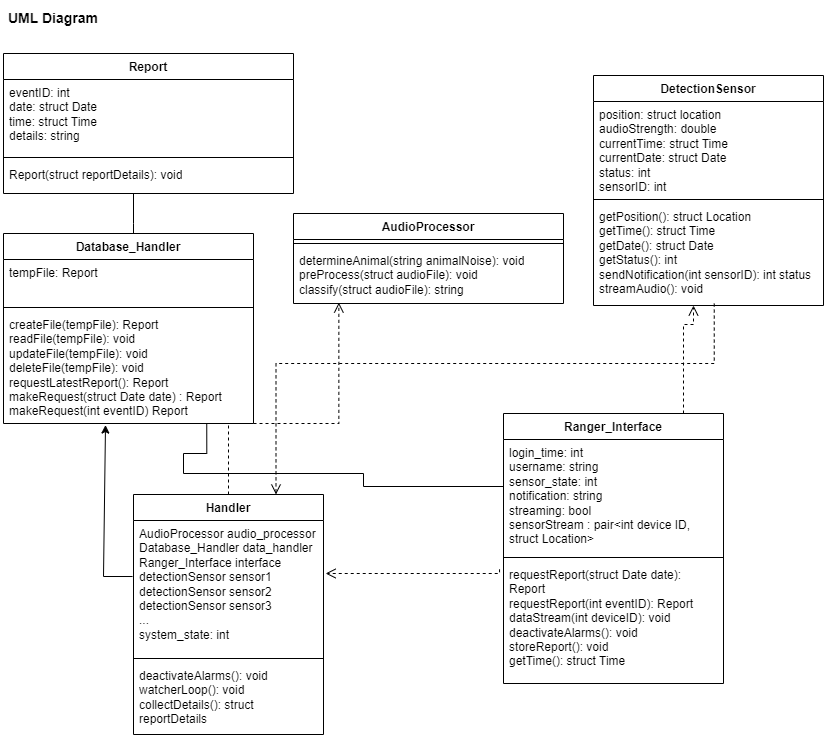 UML Diagram
Report
eventID: int
date: struct Date
time: struct Time
details: string
Report(struct reportDetails): void
DetectionSensor
position: struct location
audioStrength: double
currentTime: struct Time
currentDate: struct Date
status: int
sensorID: int
getPosition(): struct Location
getTime(): struct Time
getDate(): struct Date
getStatus(): int
sendNotification(int sensorID): int status
streamAudio(): void
AudioProcessor
determineAnimal(string animalNoise): void
preProcess(struct audioFile): void
classify(struct audioFile): string
Database_Handler
tempFile: Report
createFile(tempFile): Report
readFile(tempFile): void
updateFile(tempFile): void
deleteFile(tempFile): void
requestLatestReport(): Report
makeRequest(struct Date date) : Report
makeRequest(int eventID) Report
Ranger_Interface
login_time: int
username: string
sensor_state: int
notification: string
streaming: bool
sensorStream : pair<int device ID,
struct Location>
requestReport(struct Date date):
Report
requestReport(int eventID): Report
dataStream(int deviceID): void
deactivateAlarms(): void
storeReport(): void
getTime(): struct Time
Handler
AudioProcessor audio_processor
Database_Handler data_handler
Ranger_Interface interface
detectionSensor sensor1
detectionSensor sensor2
detectionSensor sensor3
...
system_state: int
deactivateAlarms(): void
watcherLoop(): void
collectDetails(): struct
reportDetails